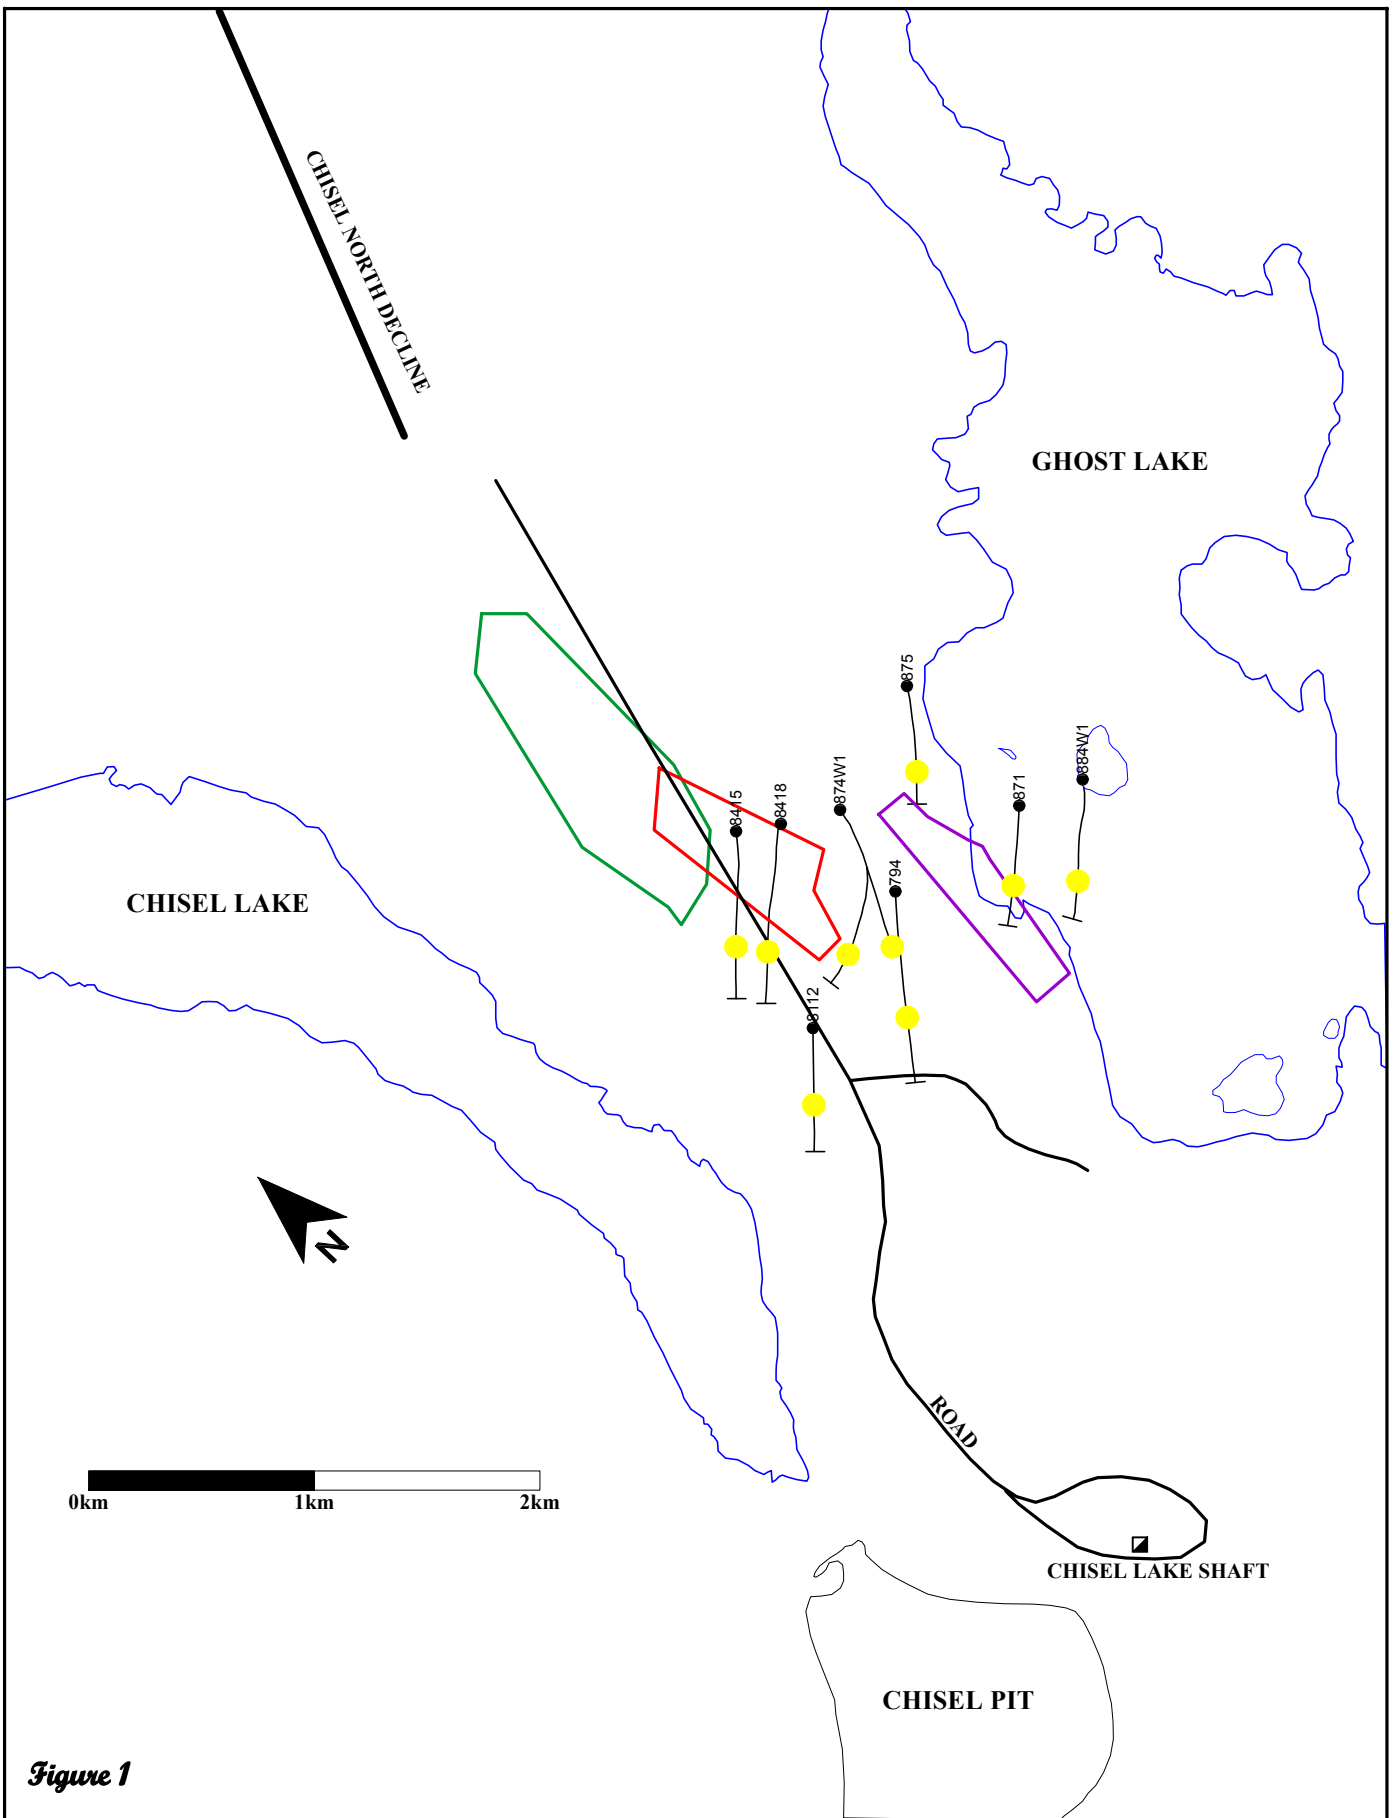 CHISEL NORTH DECLINE
GHOST LAKE
875
884W1
871
874W1
8418
8415
794
CHISEL LAKE
8112
N
ROAD
0km 1km 2km
CHISEL LAKE SHAFT
CHISEL PIT
Figure 1